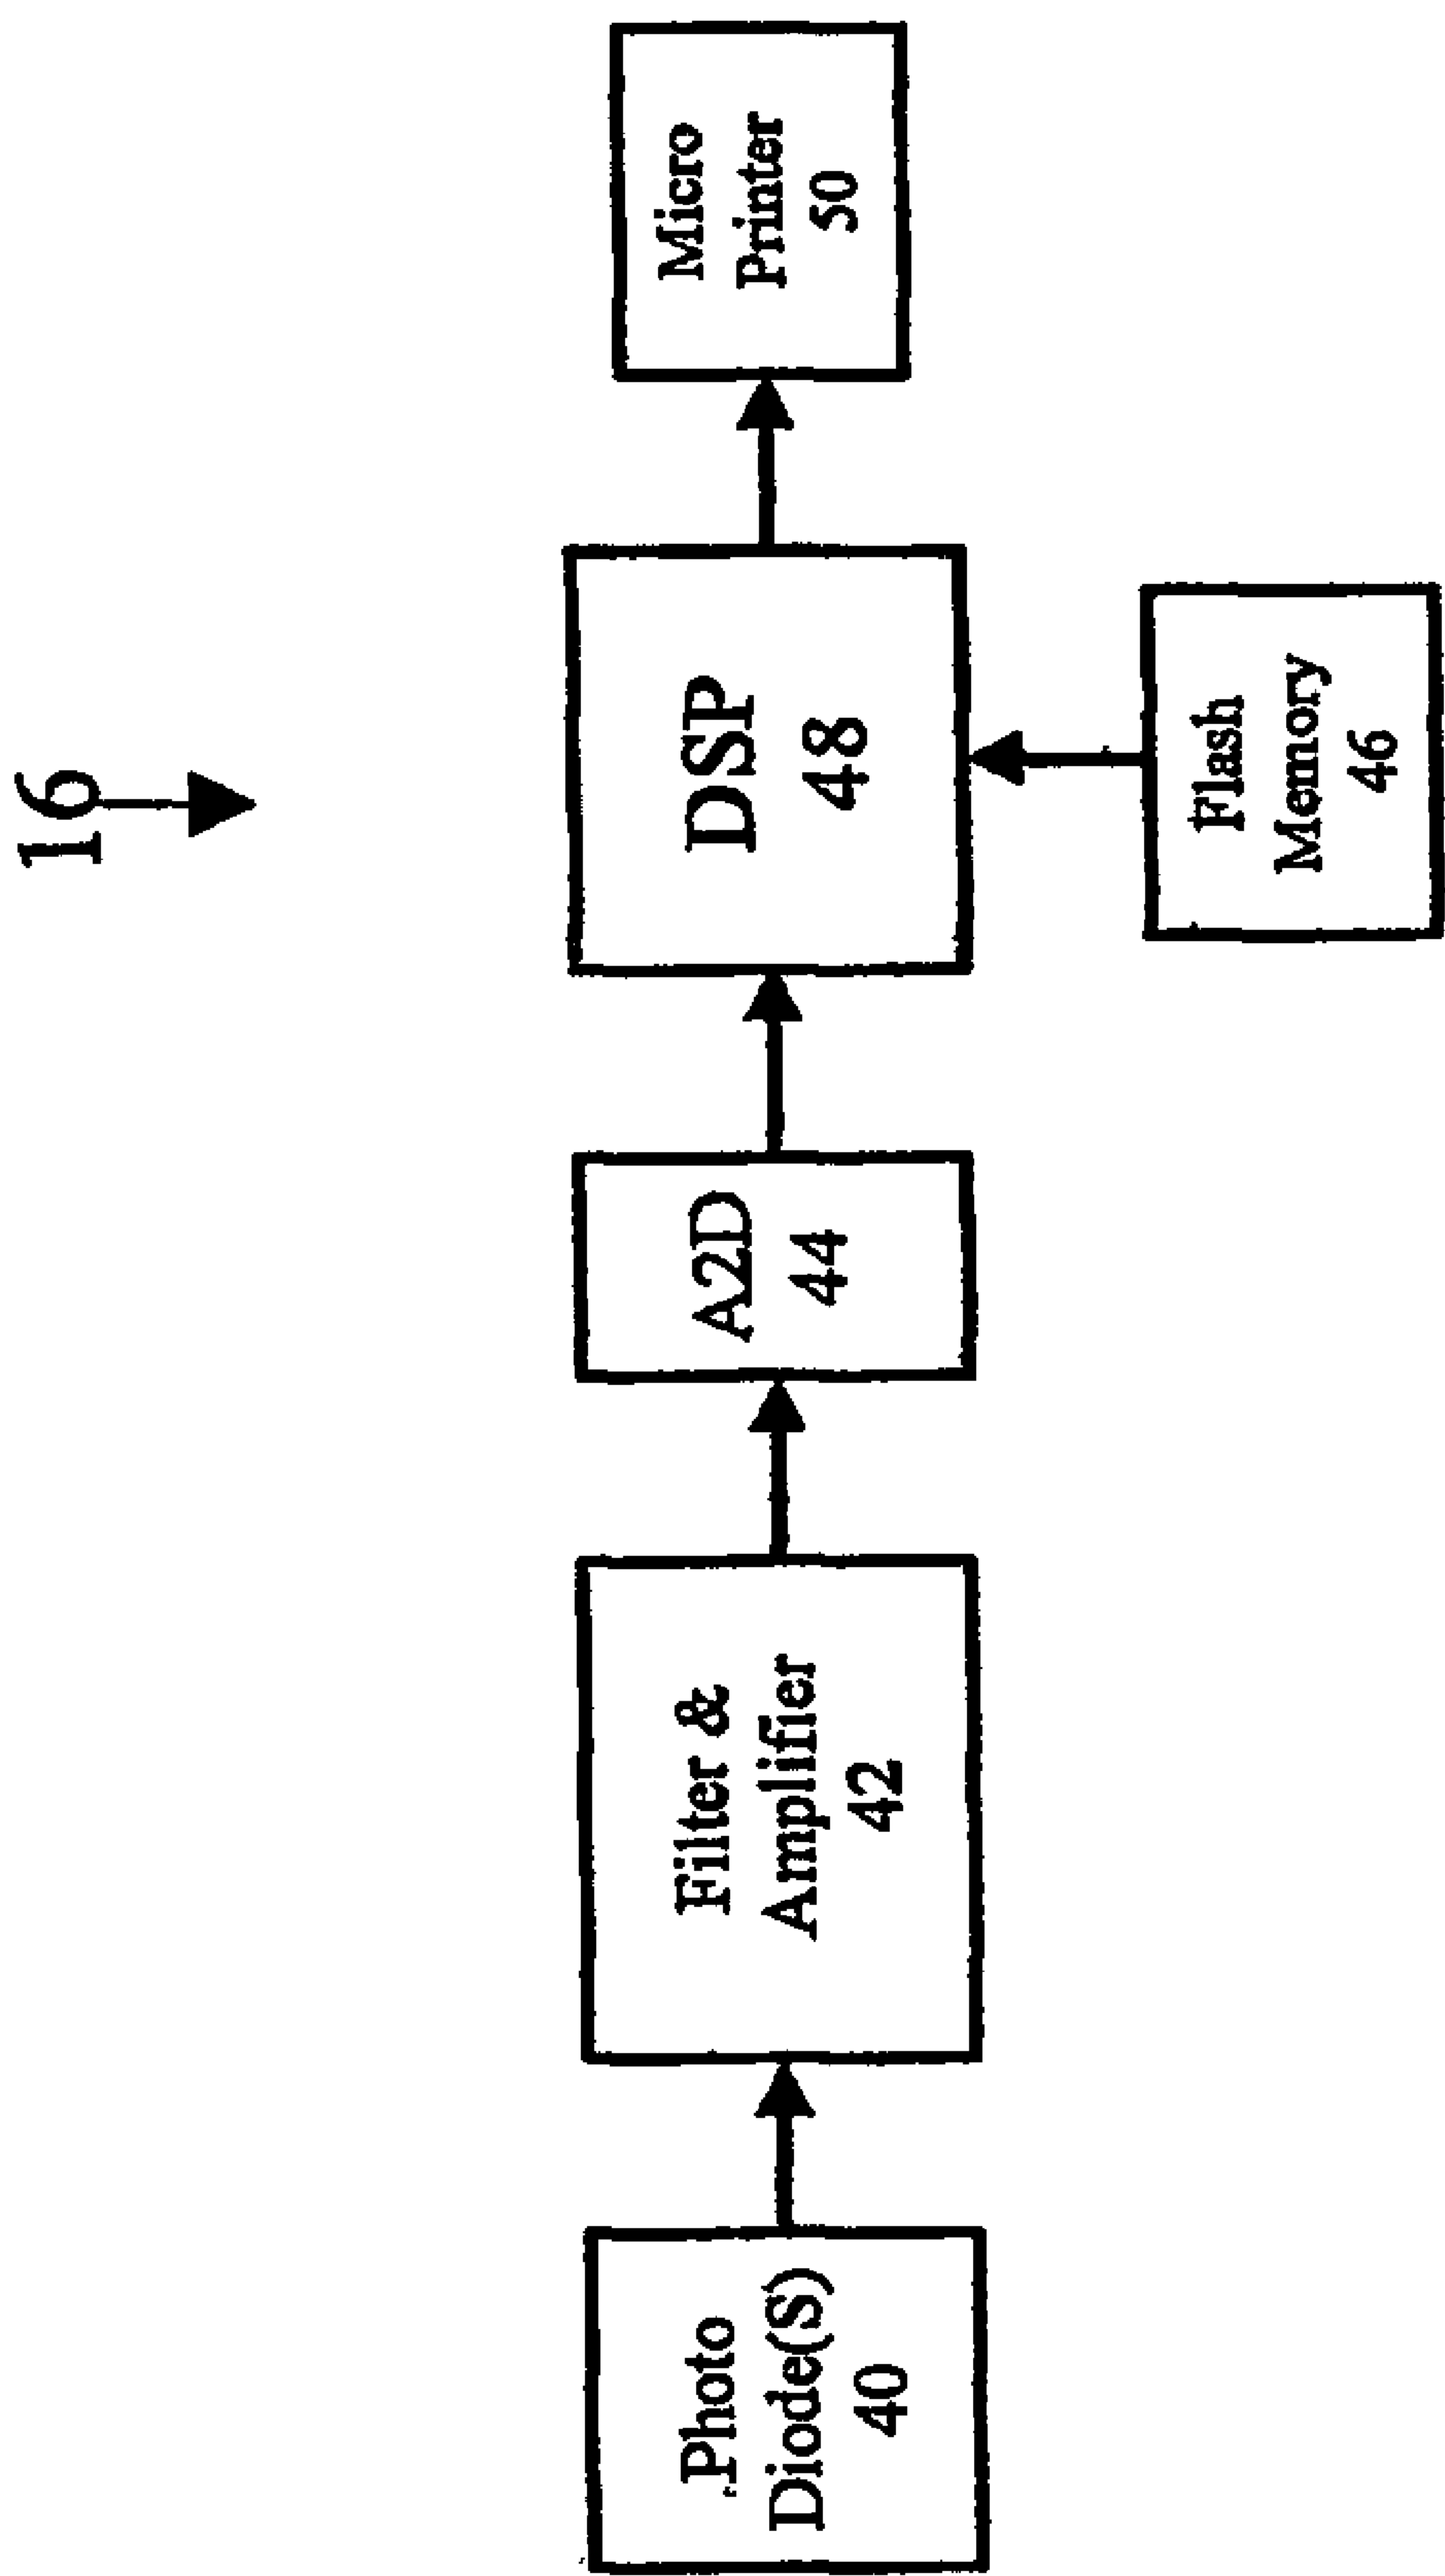 16
Photo
Diode(S)
40
Filter &
Amplifier
42
A2D
44
DSP
48
Micro
Printer
50
Flash
Memory
46